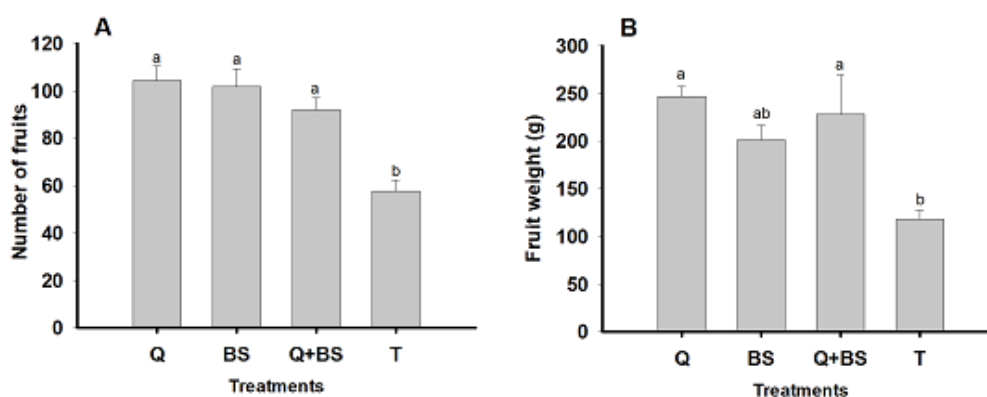 A
Number of fruits
120
100
80
60
40
20
0
a
a
a
b
Q BS Q+BS T
Treatments
B
Fruit weight (g)
300
250
200
150
100
50
0
a
ab
a
b
Q BS Q+BS T
Treatments